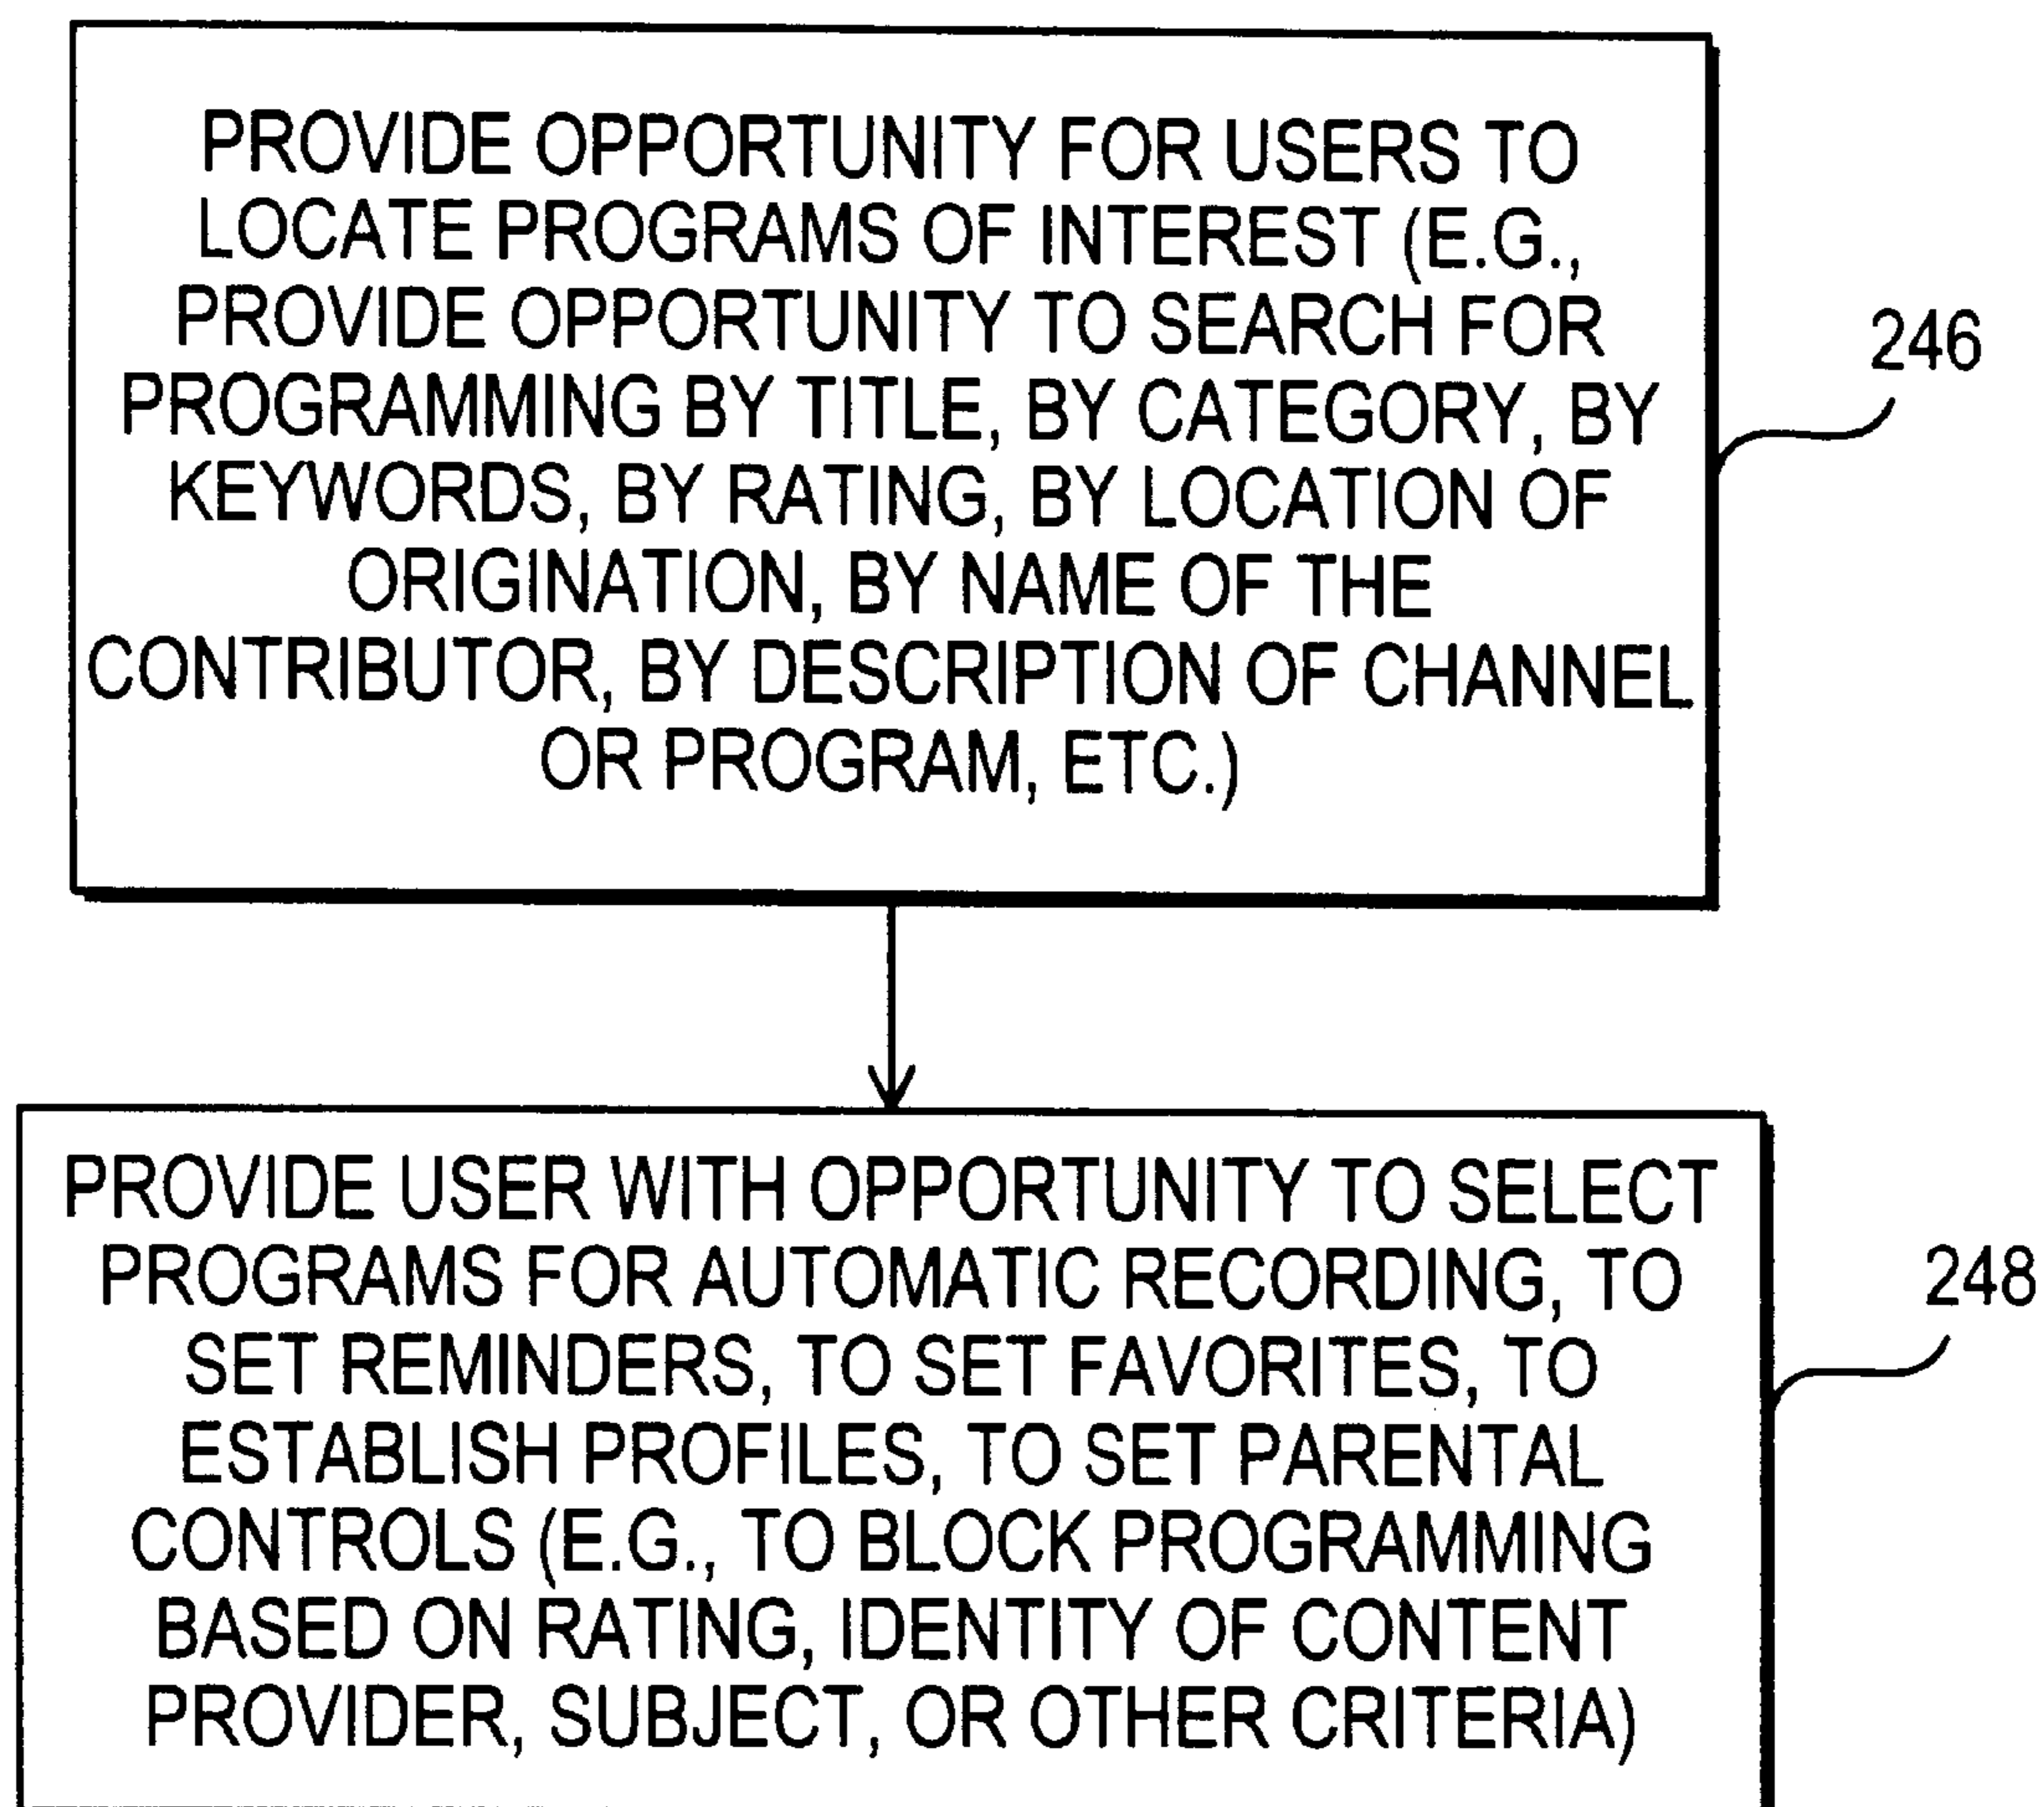 PROVIDE OPPORTUNITY FOR USERS TO
LOCATE PROGRAMS OF INTEREST (E.G.,
PROVIDE OPPORTUNITY TO SEARCH FOR
PROGRAMMING BY TITLE, BY CATEGORY, BY
KEYWORDS, BY RATING, BY LOCATION OF
ORIGINATION, BY NAME OF THE
CONTRIBUTOR, BY DESCRIPTION OF CHANNEL
OR PROGRAM, ETC.)
246
PROVIDE USER WITH OPPORTUNITY TO SELECT
PROGRAMS FOR AUTOMATIC RECORDING, TO
SET REMINDERS, TO SET FAVORITES, TO
ESTABLISH PROFILES, TO SET PARENTAL
CONTROLS (E.G., TO BLOCK PROGRAMMING
BASED ON RATING, IDENTITY OF CONTENT
PROVIDER, SUBJECT, OR OTHER CRITERIA)
248